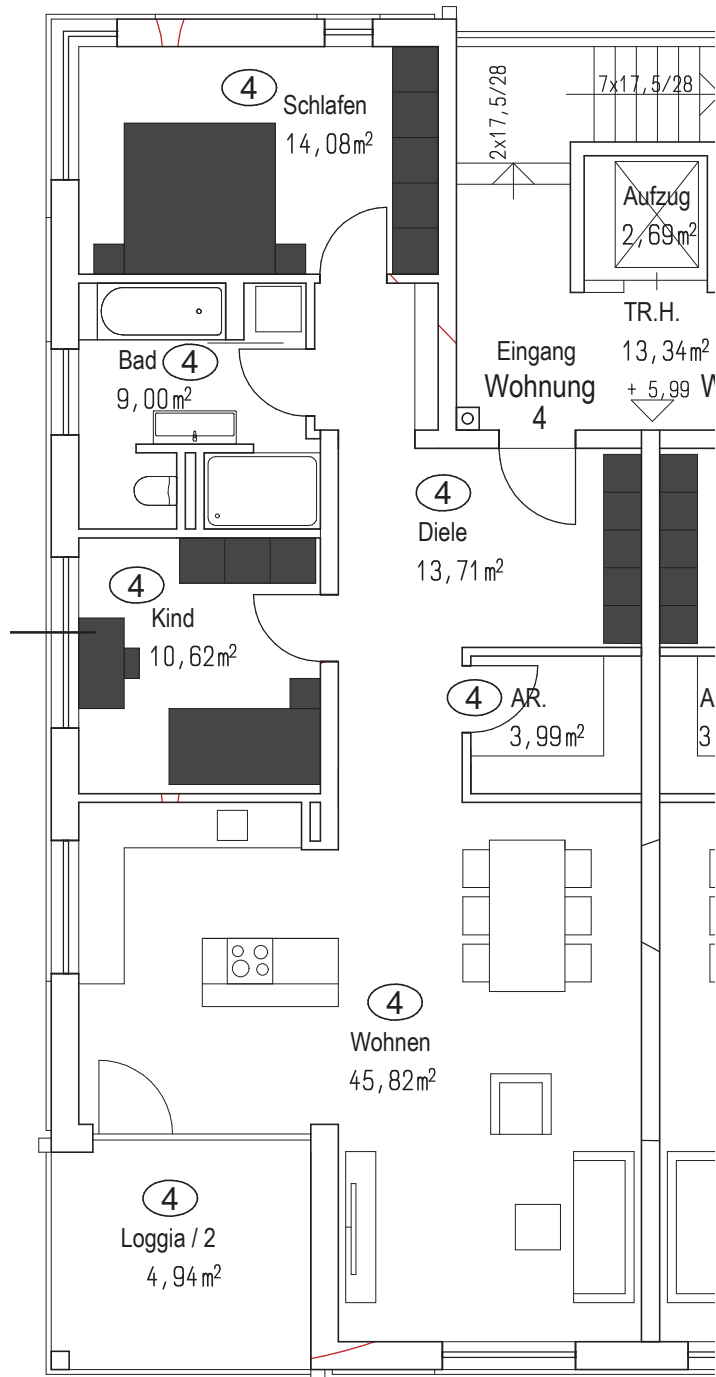 4
Schlafen
14,08m²
2x17,5/28
7x17,5/28
Aufzug
2,69m²
TR.H.
13,34m²
+ 5,99
Eingang
Wohnung
4
W
Bad 4
9,00m²
4
Diele
13,71m²
4
Kind
10,62m²
4 AR.
3,99m²
A
3
4
Wohnen
45,82m²
4
Loggia / 2
4,94m²